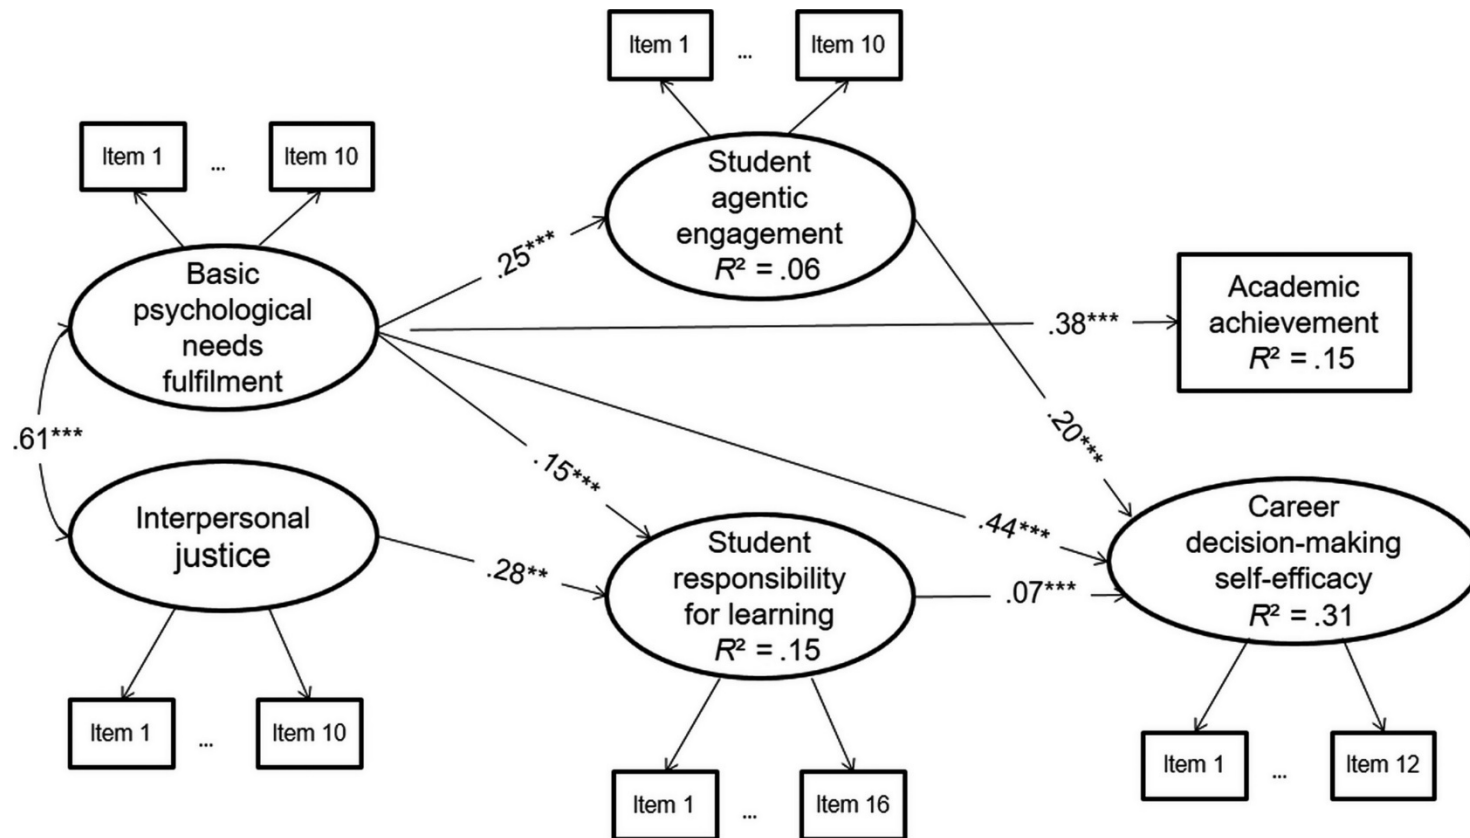 Item 1
...
Item 10
Item 1
...
Item 10
Student
agentic
engagement
R² = .06
Basic
psychological
needs
fulfilment
.25***
Academic
achievement
R² = .15
.38***
.61***
.15***
.20***
.44***
Interpersonal
justice
.28**
Student
responsibility
for learning
R² = .15
.07***
Career
decision-making
self-efficacy
R² = .31
Item 1
...
Item 10
Item 1
...
Item 16
Item 1
...
Item 12